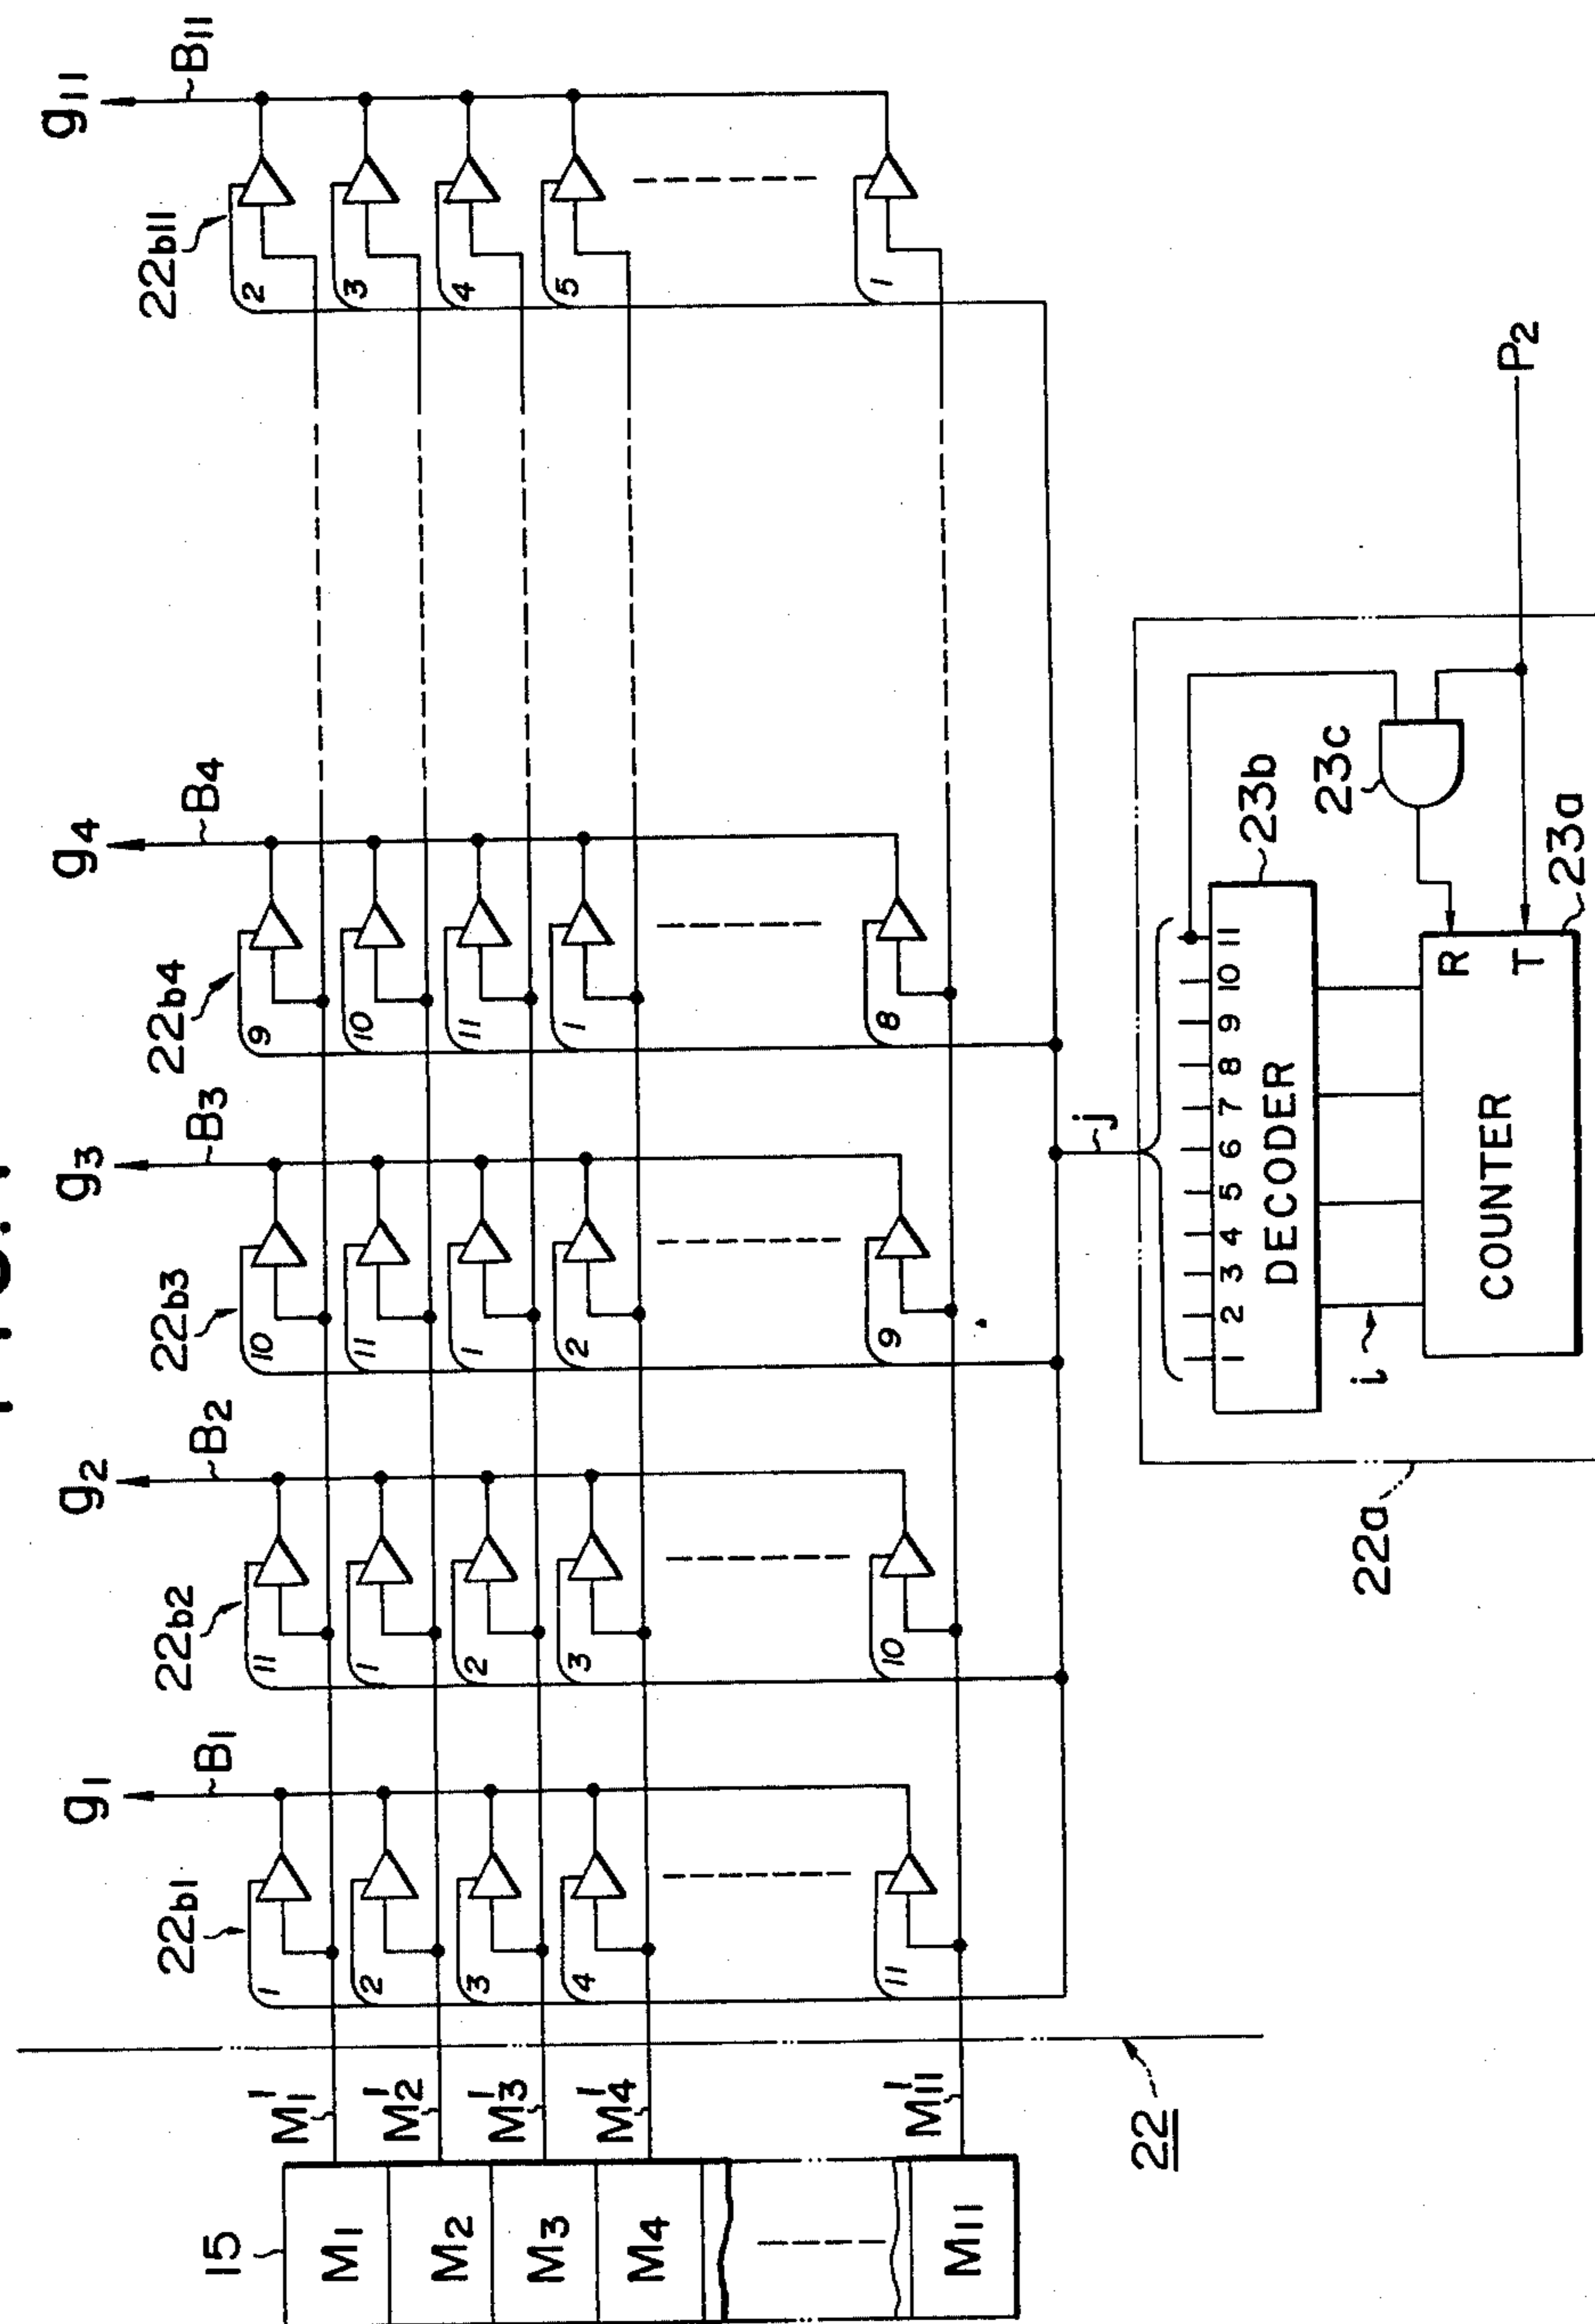 g1 g2 g3 g4 g11
B1 B2 B3 B4 B11
22b1 22b2 22b3 22b4 22b11
1 11 10 9 2
2 1 11 10 3
3 2 1 11 4
4 3 2 1 5
11 10 9 8 1
15
M1 M'1
M2 M'2
M3 M'3
M4 M'4
M11 M'11
22
j
22a
1 2 3 4 5 6 7 8 9 10 11
DECODER
23b
i
23c
P2
COUNTER
R
T
23a